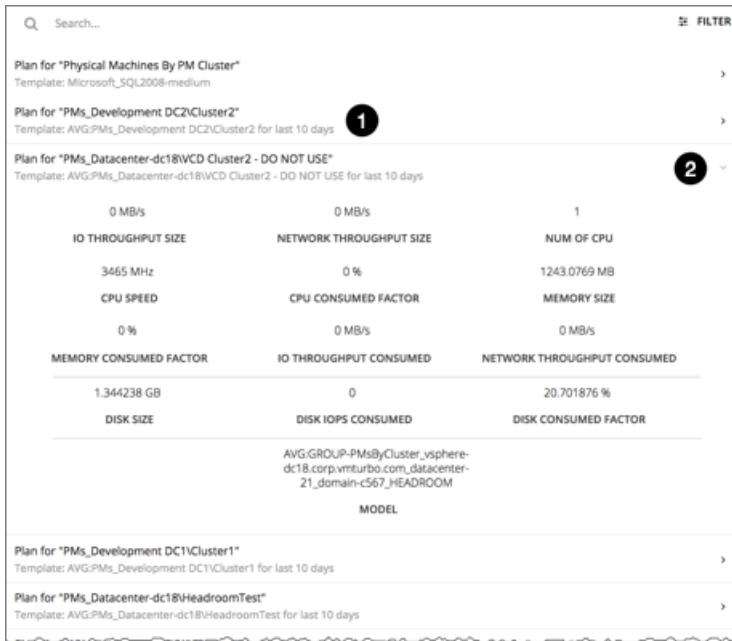 Search...
FILTER
Plan for "Physical Machines By PM Cluster"
Template: Microsoft_SQL2008-medium
Plan for "PMs_Development DC2\Cluster2"
Template: AVG:PMs_Development DC2\Cluster2 for last 10 days
1
Plan for "PMs_Datacenter-dc18\VCD Cluster2 - DO NOT USE"
Template: AVG:PMs_Datacenter-dc18\VCD Cluster2 - DO NOT USE for last 10 days
2
0 MB/s
0 MB/s
1
IO THROUGHPUT SIZE
NETWORK THROUGHPUT SIZE
NUM OF CPU
3465 MHz
0 %
1243.0769 MB
CPU SPEED
CPU CONSUMED FACTOR
MEMORY SIZE
0 %
0 MB/s
0 MB/s
MEMORY CONSUMED FACTOR
IO THROUGHPUT CONSUMED
NETWORK THROUGHPUT CONSUMED
1.344238 GB
0
20.701876 %
DISK SIZE
DISK IOPS CONSUMED
DISK CONSUMED FACTOR
AVG:GROUP-PMsByCluster_vsphere-
dc18.corp.vmturbo.com_datacenter-
21_domain-c567_HEADROOM
MODEL
Plan for "PMs_Development DC1\Cluster1"
Template: AVG:PMs_Development DC1\Cluster1 for last 10 days
Plan for "PMs_Datacenter-dc18\HeadroomTest"
Template: AVG:PMs_Datacenter-dc18\HeadroomTest for last 10 days